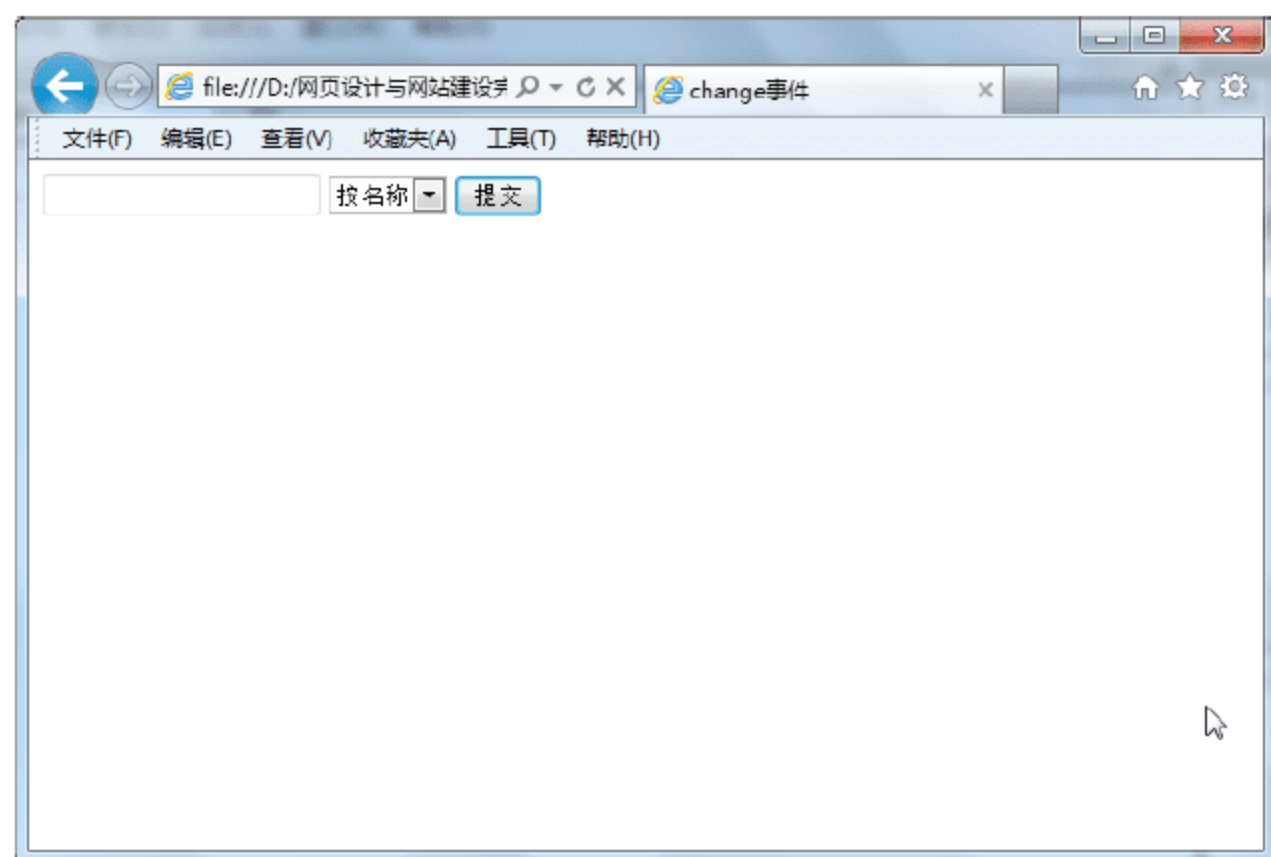 file:///D:/网页设计与网站建设完 change事件
文件(F) 编辑(E) 查看(V) 收藏夹(A) 工具(T) 帮助(H)
按名称 提交